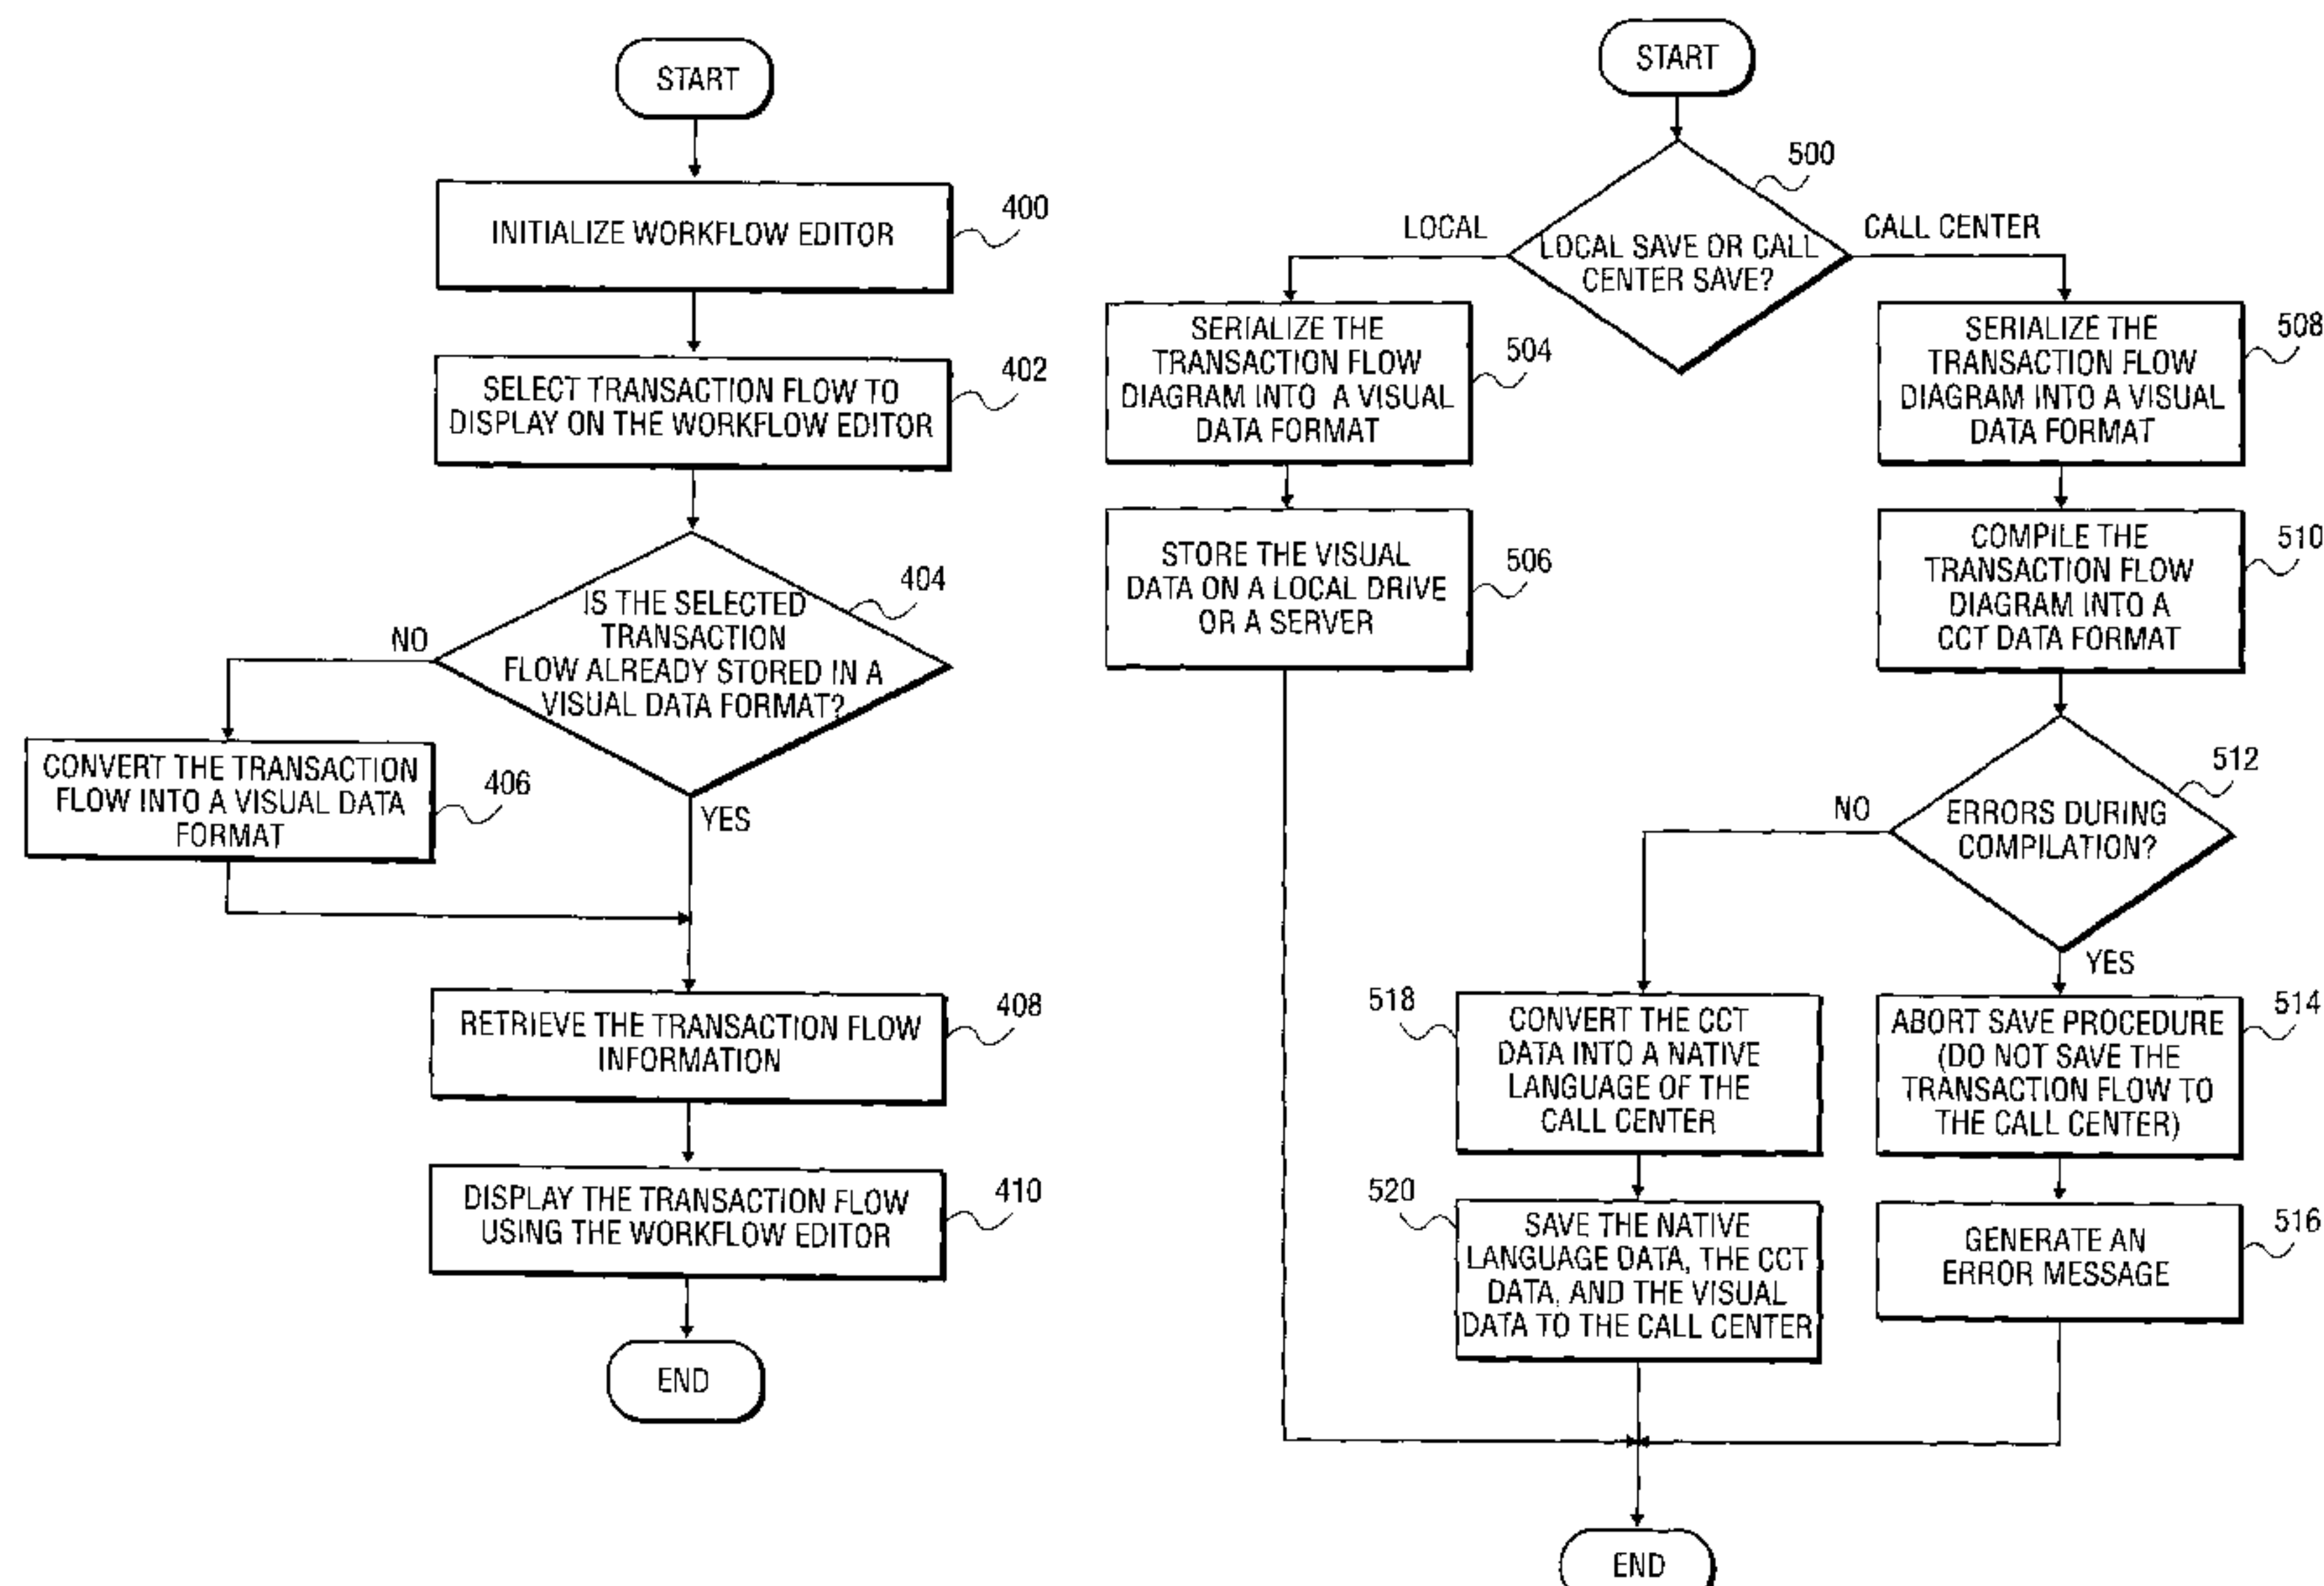 START
INITIALIZE WORKFLOW EDITOR
400
SELECT TRANSACTION FLOW TO
DISPLAY ON THE WORKFLOW EDITOR
402
IS THE SELECTED
TRANSACTION
FLOW ALREADY STORED IN A
VISUAL DATA FORMAT?
404
NO
YES
CONVERT THE TRANSACTION
FLOW INTO A VISUAL DATA
FORMAT
406
RETRIEVE THE TRANSACTION FLOW
INFORMATION
408
DISPLAY THE TRANSACTION FLOW
USING THE WORKFLOW EDITOR
410
END
START
500
LOCAL SAVE OR CALL
CENTER SAVE?
LOCAL
CALL CENTER
SERIALIZE THE
TRANSACTION FLOW
DIAGRAM INTO A VISUAL
DATA FORMAT
504
STORE THE VISUAL
DATA ON A LOCAL DRIVE
OR A SERVER
506
SERIALIZE THE
TRANSACTION FLOW
DIAGRAM INTO A VISUAL
DATA FORMAT
508
COMPILE THE
TRANSACTION FLOW
DIAGRAM INTO A
CCT DATA FORMAT
510
ERRORS DURING
COMPILATION?
512
NO
YES
518
CONVERT THE CCT
DATA INTO A NATIVE
LANGUAGE OF THE
CALL CENTER
520
SAVE THE NATIVE
LANGUAGE DATA, THE CCT
DATA, AND THE VISUAL
DATA TO THE CALL CENTER
ABORT SAVE PROCEDURE
(DO NOT SAVE THE
TRANSACTION FLOW TO
THE CALL CENTER)
514
GENERATE AN
ERROR MESSAGE
516
END